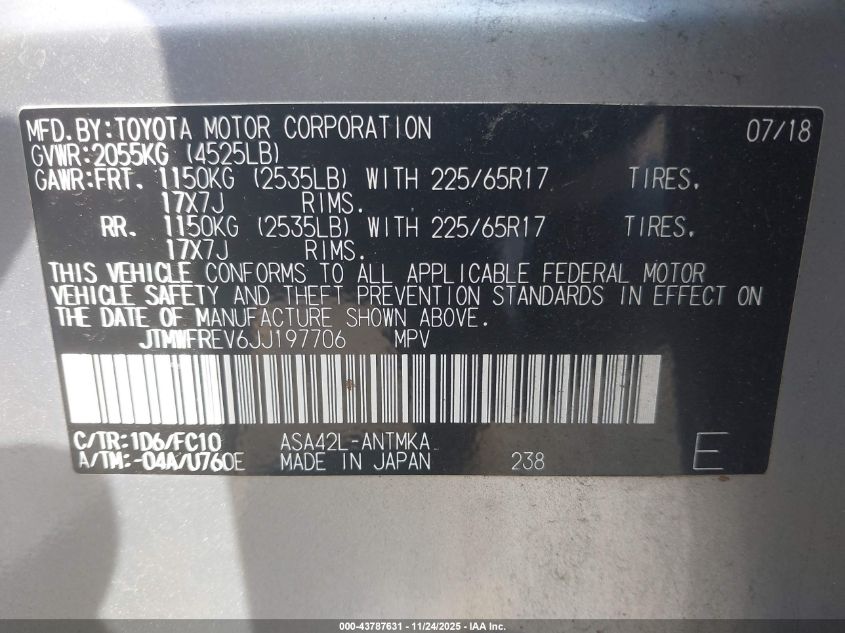 MFD.BY:TOYOTA MOTOR CORPORATION 07/18
GVWR:2055KG (4525LB)
GAWR:FRT. 1150KG (2535LB) WITH 225/65R17 TIRES.
17X7J RIMS.
RR. 1150KG (2535LB) WITH 225/65R17 TIRES.
17X7J RIMS.
THIS VEHICLE CONFORMS TO ALL APPLICABLE FEDERAL MOTOR
VEHICLE SAFETY AND THEFT PREVENTION STANDARDS IN EFFECT ON
THE DATE OF MANUFACTURE SHOWN ABOVE.
JTMWFREV6JJ197706 MPV
C/TR:1D6/FC10 ASA42L-ANTMKA
A/TM:-04A/U760E MADE IN JAPAN 238 E
000-43787631 - 11/24/2025 - IAA Inc.